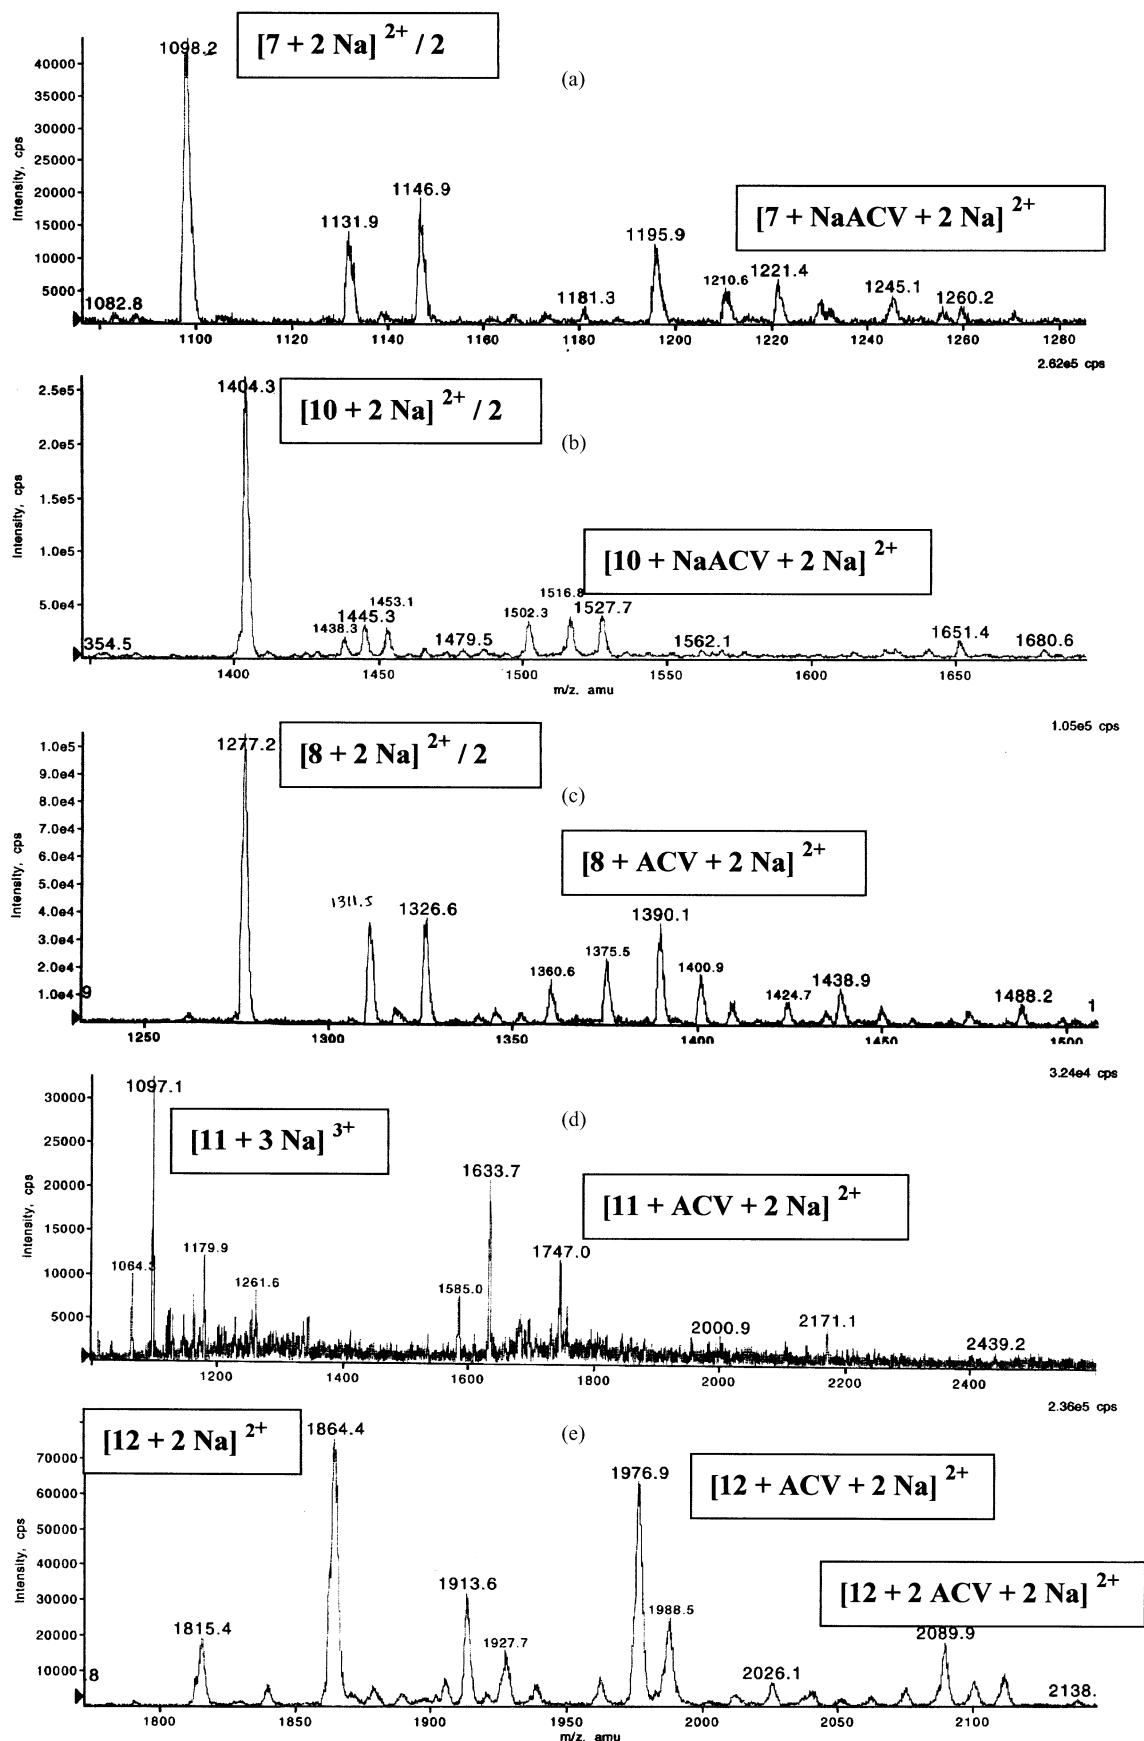 [7 + 2 Na] 2+ / 2
(a)
1098.2
40000
35000
30000
25000
20000
15000
10000
5000
Intensity, cps
1082.8
1131.9
1146.9
1181.3
1195.9
1210.6
1221.4
1245.1
1260.2
[7 + NaACV + 2 Na] 2+
1100 1120 1140 1160 1180 1200 1220 1240 1260 1280
2.62e5 cps
[10 + 2 Na] 2+ / 2
(b)
1404.3
2.5e5
2.0e5
1.5e5
1.0e5
5.0e4
Intensity, cps
354.5
1438.3
1445.3
1453.1
1479.5
1502.3
1516.8
1527.7
1562.1
1651.4
1680.6
[10 + NaACV + 2 Na] 2+
1400 1450 1500 1550 1600 1650
m/z, amu
1.05e5 cps
[8 + 2 Na] 2+ / 2
(c)
1277.2
1.0e5
9.0e4
8.0e4
7.0e4
6.0e4
5.0e4
4.0e4
3.0e4
2.0e4
1.0e4
9
Intensity, cps
1311.5
1326.6
1360.6
1375.5
1390.1
1400.9
1424.7
1438.9
1488.2
1
[8 + ACV + 2 Na] 2+
1250 1300 1350 1400 1450 1500
3.24e4 cps
1097.1
(d)
[11 + 3 Na] 3+
30000
25000
20000
15000
10000
5000
Intensity, cps
1064.3
1179.9
1261.6
1585.0
1633.7
1747.0
2000.9
2171.1
2439.2
[11 + ACV + 2 Na] 2+
1200 1400 1600 1800 2000 2200 2400
2.36e5 cps
[12 + 2 Na] 2+
1864.4
(e)
70000
60000
50000
40000
30000
20000
10000
Intensity, cps
.8
1815.4
1913.6
1927.7
1976.9
1988.5
2026.1
2089.9
2138.
[12 + ACV + 2 Na] 2+
[12 + 2 ACV + 2 Na] 2+
1800 1850 1900 1950 2000 2050 2100
m/z, amu